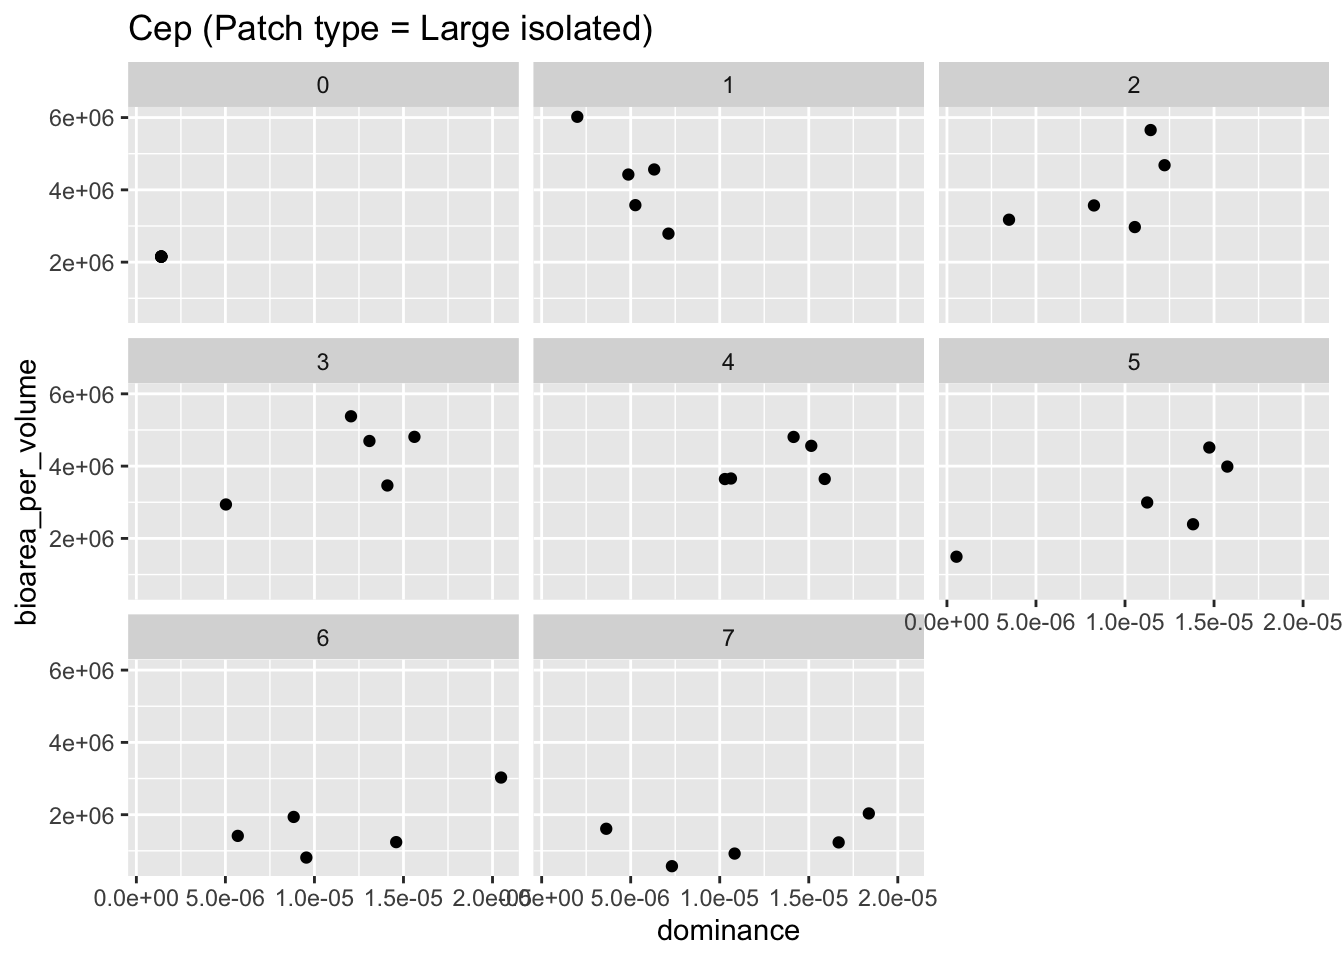 Cep (Patch type = Large isolated)
0 1 2
6e+06
4e+06
2e+06
3 4 5
6e+06
4e+06
2e+06
0.0e+00 5.0e-06 1.0e-05 1.5e-05 2.0e-05
6 7
6e+06
4e+06
2e+06
0.0e+00 5.0e-06 1.0e-05 1.5e-05 2.0e-05 0.0e+00 5.0e-06 1.0e-05 1.5e-05 2.0e-05
dominance
bioarea_per_volume